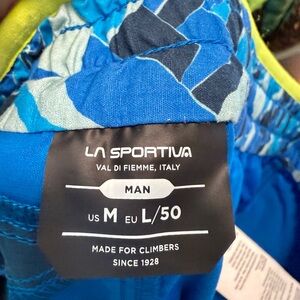 LA SPORTIVA
VAL DI FIEMME, ITALY
MAN
US M EU L/50
MADE FOR CLIMBERS
SINCE 1928